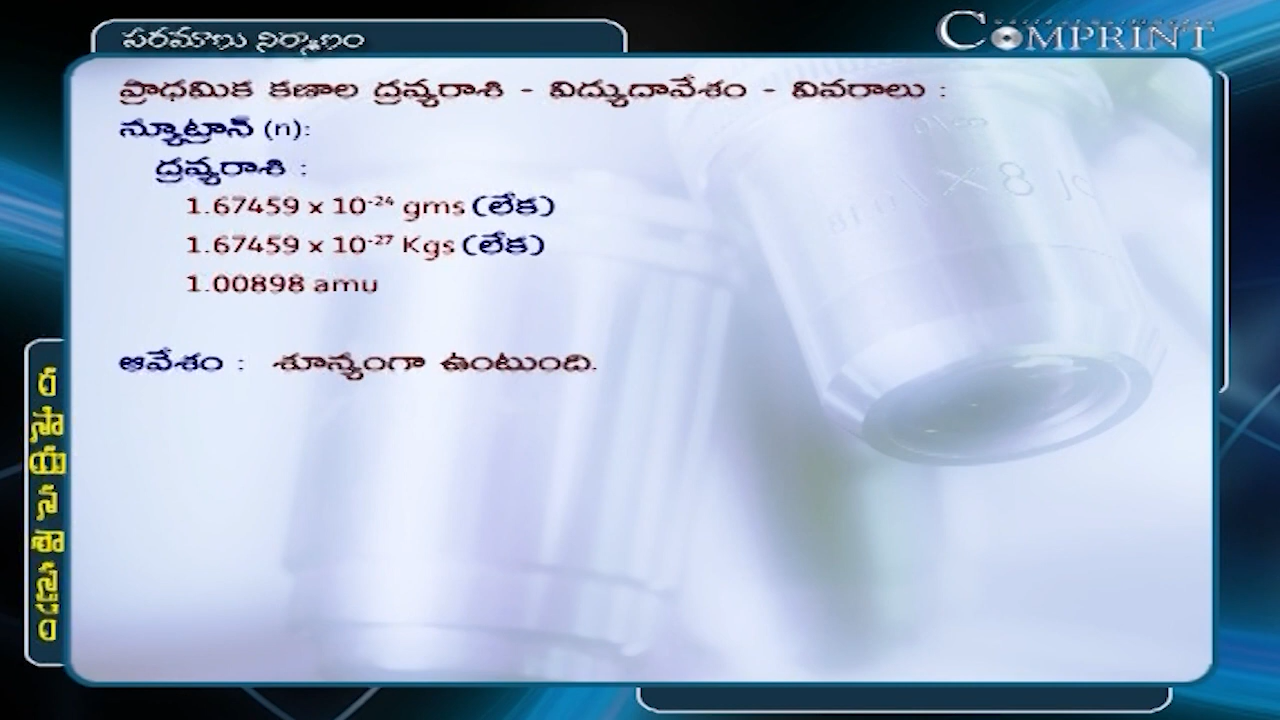 పరమాణు నిర్మాణం
COMPRINT
ప్రాధమిక కణాల ద్రవ్యరాశి - విద్యుదావేశం - వివరాలు :
న్యూట్రాన్ (n):
ద్రవ్యరాశి :
1.67459 x 10⁻²⁴ gms (లేక)
1.67459 x 10⁻²⁷ Kgs (లేక)
1.00898 amu
ఆవేశం : శూన్యంగా ఉంటుంది.
రసాయనశాస్త్రం